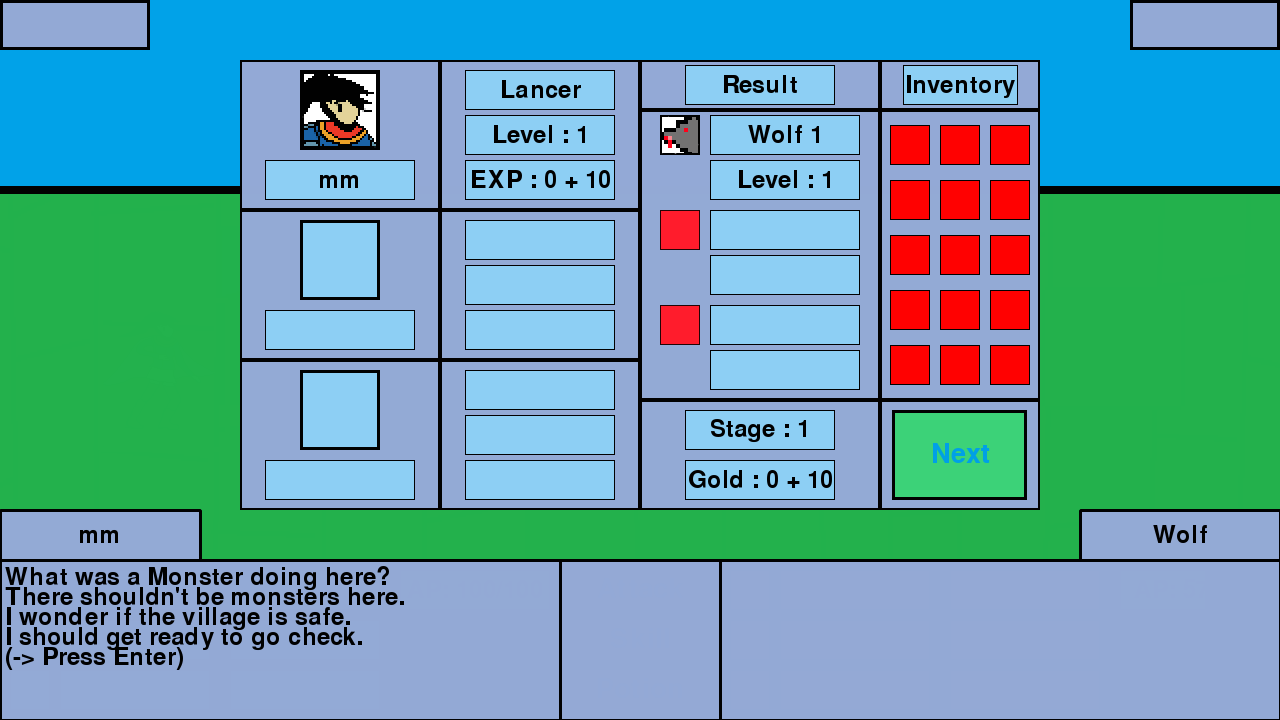 Lancer
Result
Inventory
Level : 1
Wolf 1
mm
EXP : 0 + 10
Level : 1
Stage : 1
Next
Gold : 0 + 10
mm
Wolf
What was a Monster doing here?
There shouldn't be monsters here.
I wonder if the village is safe.
I should get ready to go check.
(-> Press Enter)